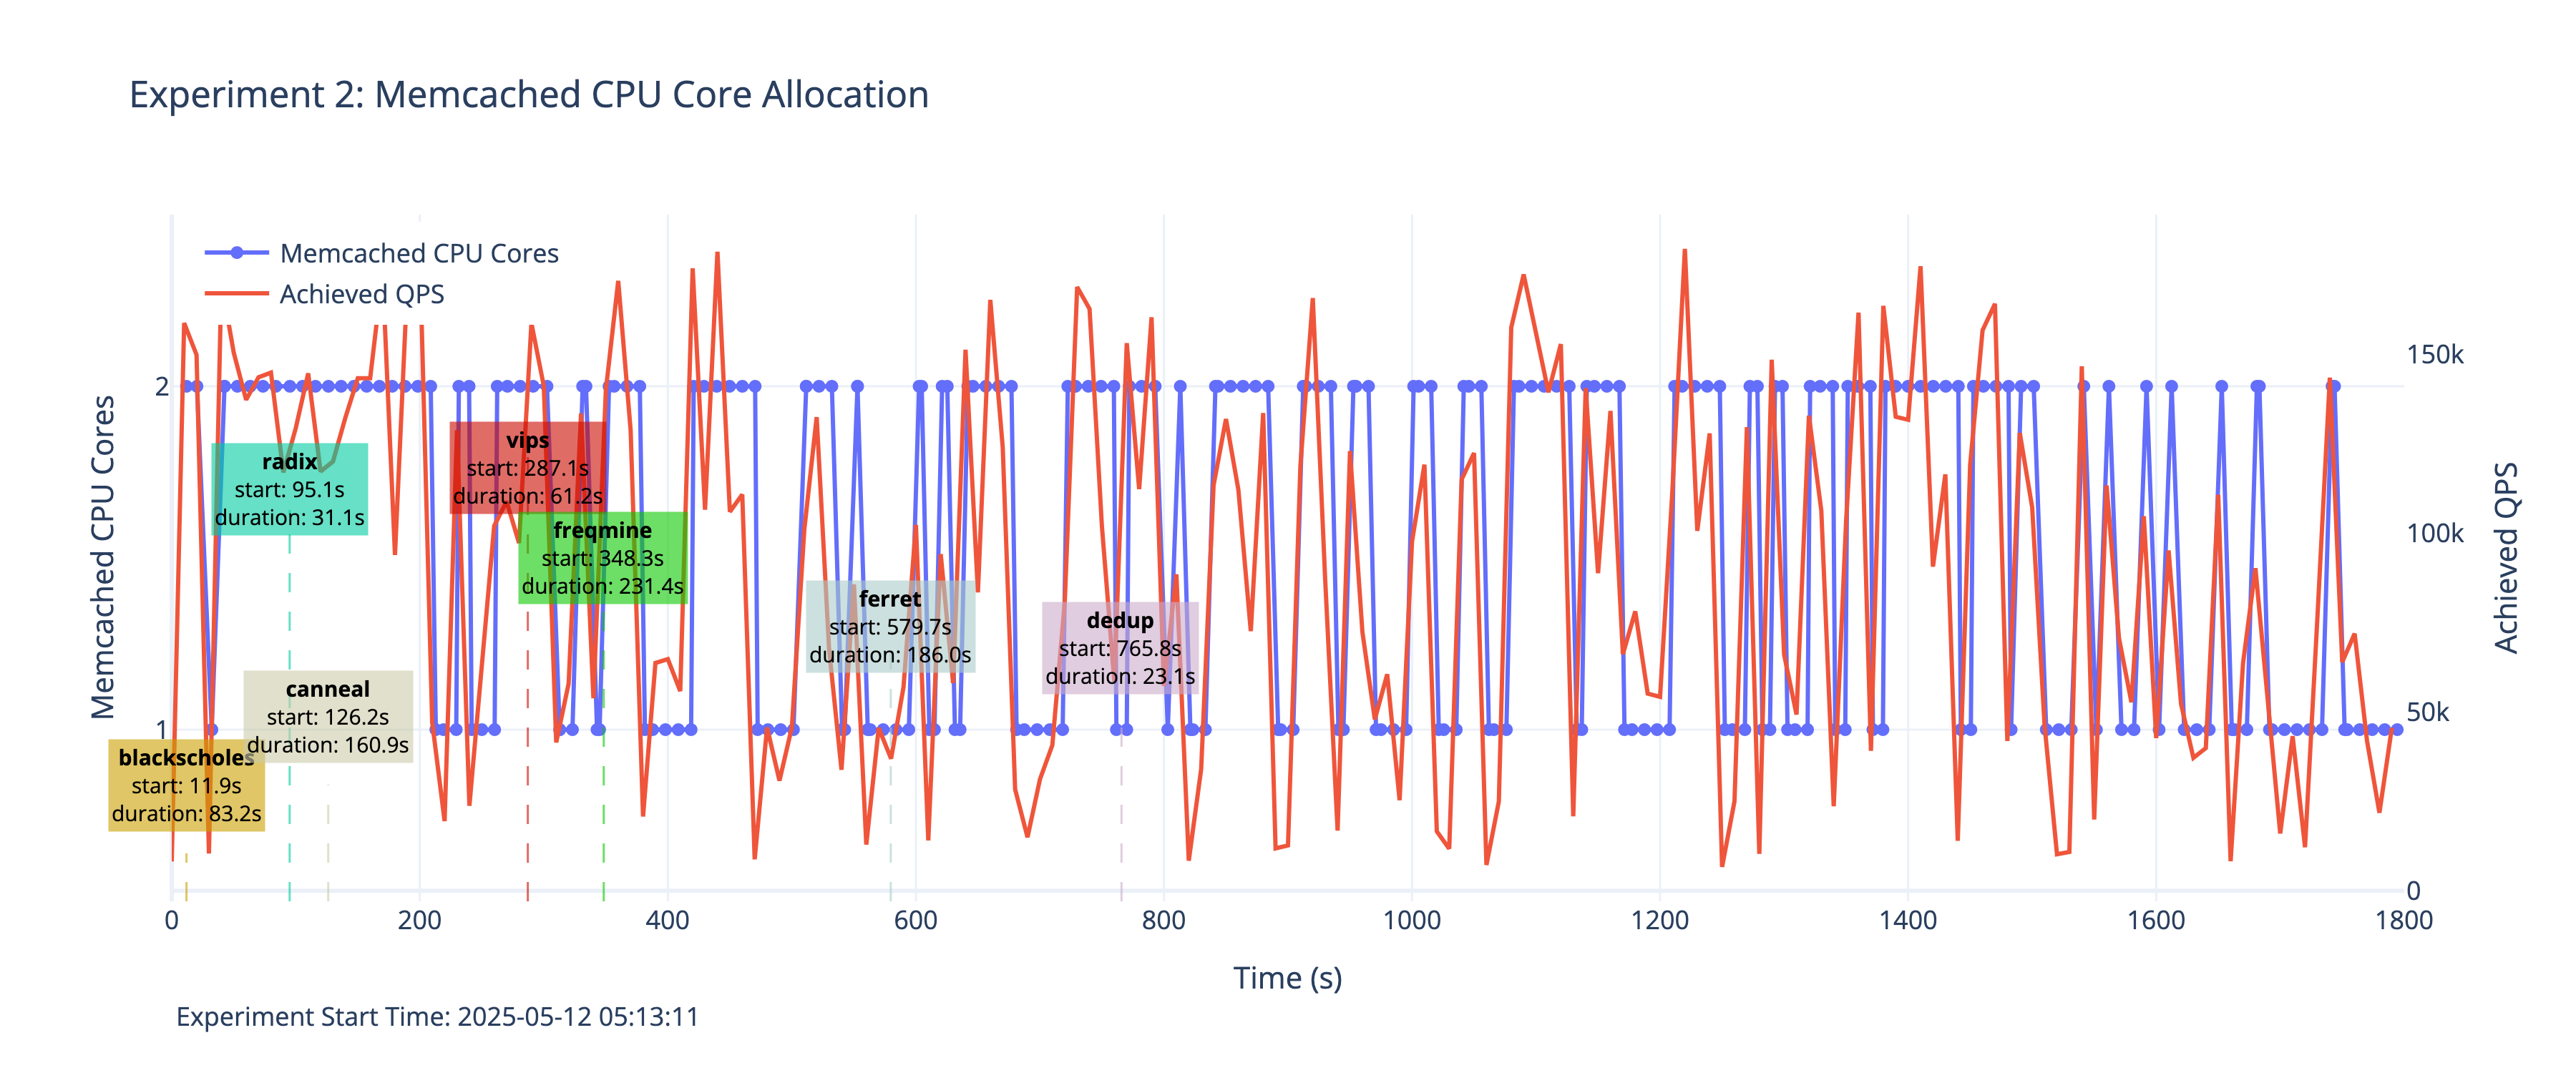 Experiment 2: Memcached CPU Core Allocation
Memcached CPU Cores
Achieved QPS
2
1
Memcached CPU Cores
150k
100k
50k
0
Achieved QPS
radix
start: 95.1s
duration: 31.1s
vips
start: 287.1s
duration: 61.2s
freqmine
start: 348.3s
duration: 231.4s
ferret
start: 579.7s
duration: 186.0s
dedup
start: 765.8s
duration: 23.1s
canneal
start: 126.2s
duration: 160.9s
blackscholes
start: 11.9s
duration: 83.2s
0 200 400 600 800 1000 1200 1400 1600 1800
Time (s)
Experiment Start Time: 2025-05-12 05:13:11